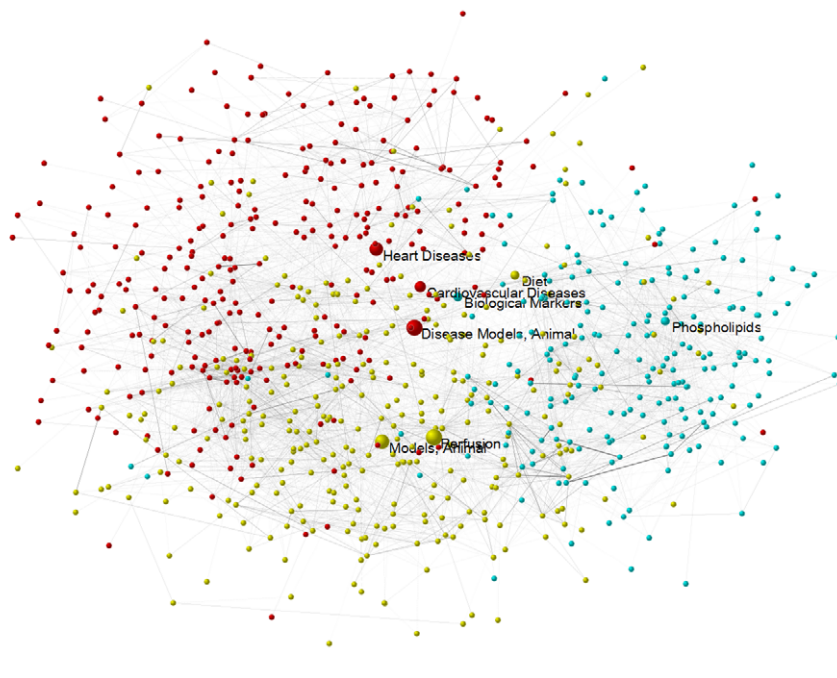 Heart Diseases
Diet
Cardiovascular Diseases
Biological Markers
Phospholipids
Disease Models, Animal
Perfusion
Models, Animal